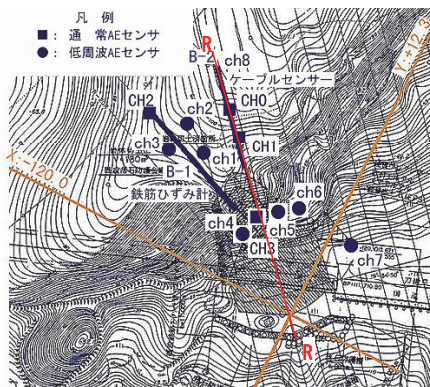 凡 例
■：通 常AEセンサ
●：低周波AEセンサ
R
ch8
B-2
ケーブルセンサー
Y:+12.3
CH2
CH0
ch2
CH1
ch3
ch1
B-1
X:-120.0
鉄筋ひずみ計
ch6
ch4
ch5
CH3
ch7
R